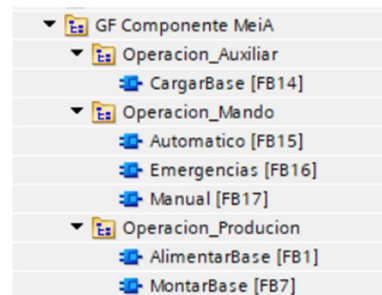 GF Componente MeiA
Operacion_Auxiliar
CargarBase [FB14]
Operacion_Mando
Automatico [FB15]
Emergencias [FB16]
Manual [FB17]
Operacion_Producion
AlimentarBase [FB1]
MontarBase [FB7]